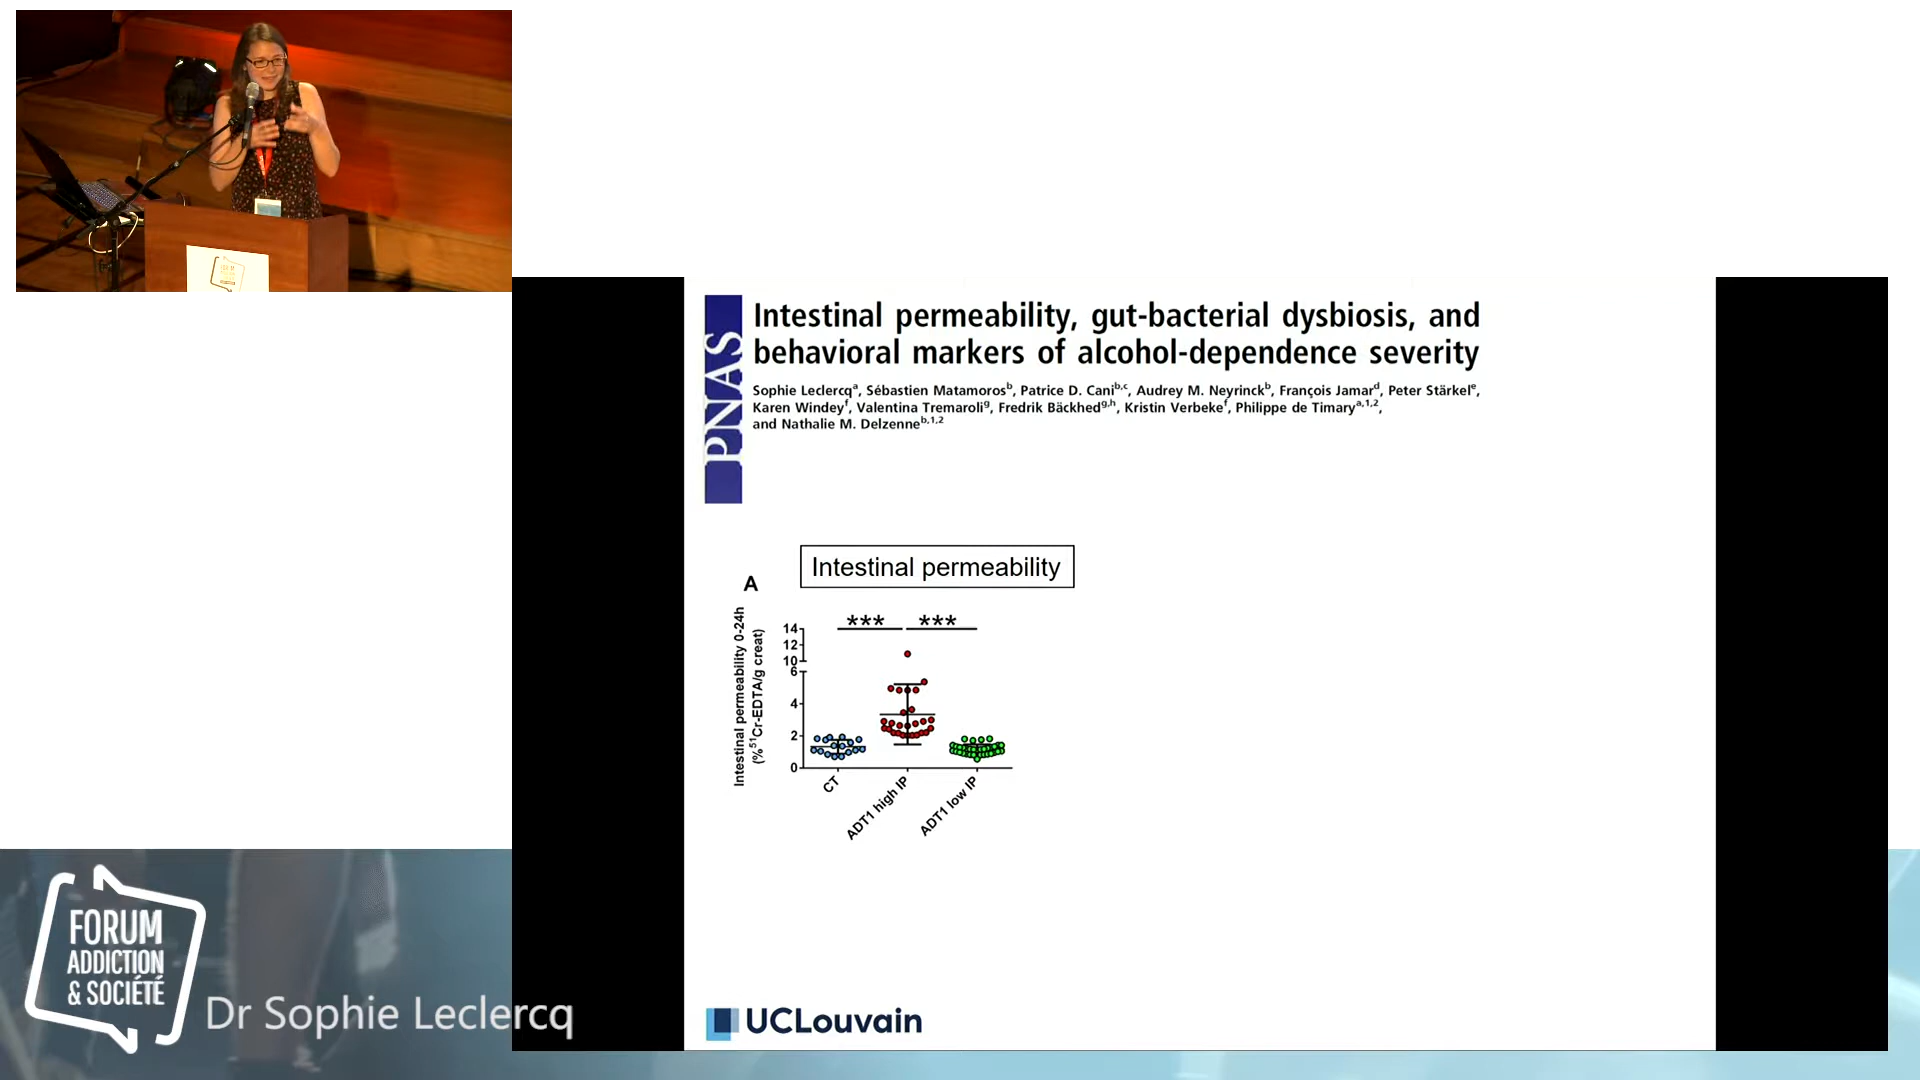 PNAS
Intestinal permeability, gut-bacterial dysbiosis, and
behavioral markers of alcohol-dependence severity
Sophie Leclercqa, Sébastien Matamorosb, Patrice D. Canib,c, Audrey M. Neyrinckb, François Jamard, Peter Stärkele,
Karen Windeyf, Valentina Tremarolig, Fredrik Bäckhedg,h, Kristin Verbekef, Philippe de Timarya,1,2,
and Nathalie M. Delzenneb,1,2
Intestinal permeability
A
Intestinal permeability 0-24h
(%51Cr-EDTA/g creat)
*** ***
14
12
10
6
4
2
0
CT
ADT1 high IP
ADT1 low IP
UCLouvain
FORUM
ADDICTION
& SOCIÉTÉ
Dr Sophie Leclercq